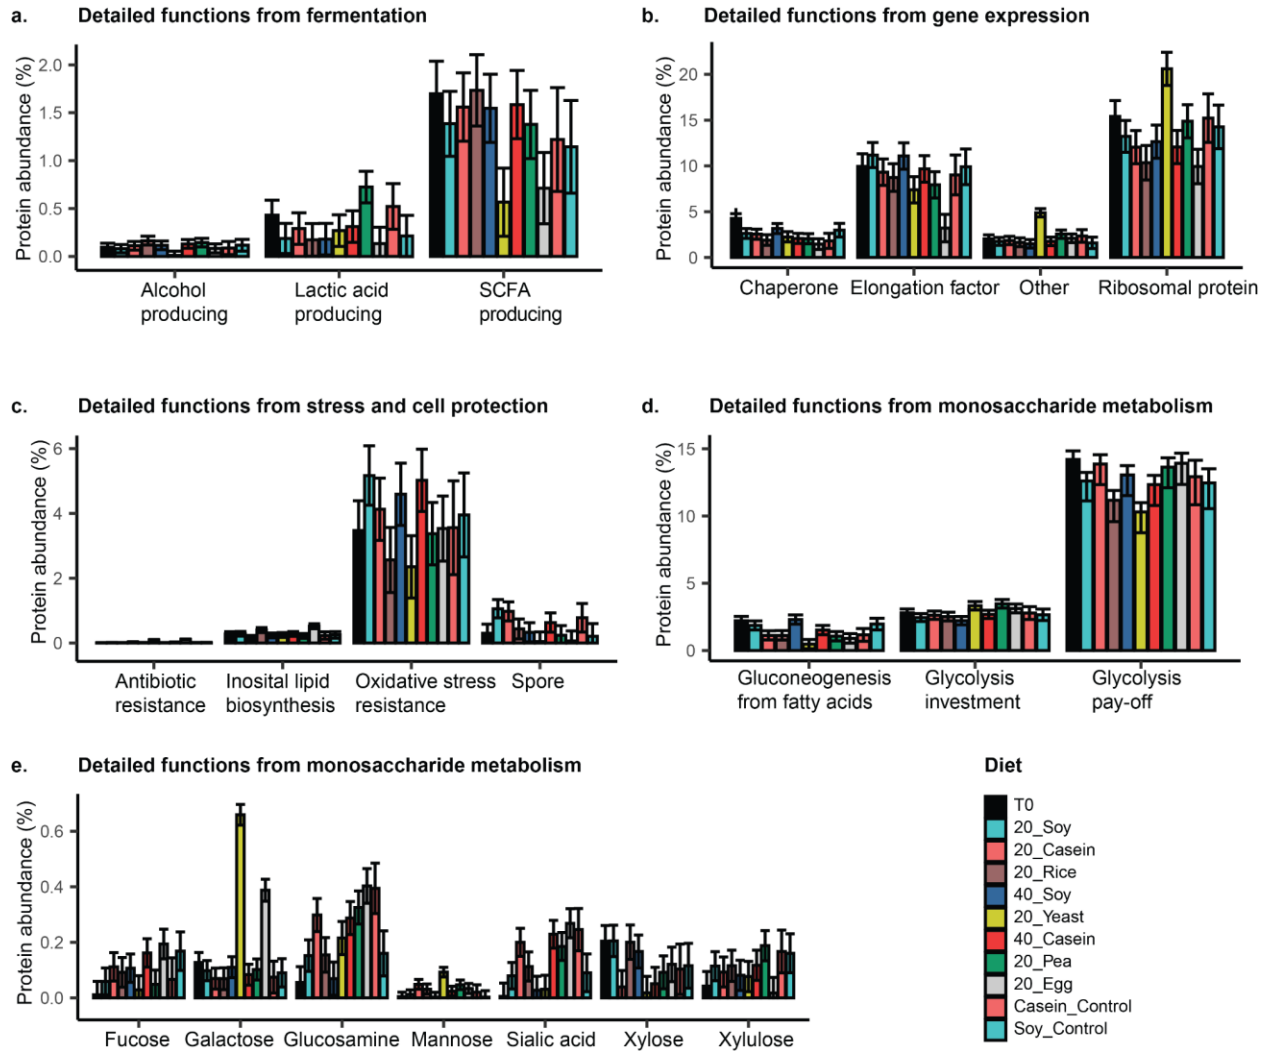 a. Detailed functions from fermentation
Protein abundance (%)
2.0
1.5
1.0
0.5
0.0
Alcohol producing
Lactic acid producing
SCFA producing
b. Detailed functions from gene expression
Protein abundance (%)
20
15
10
5
0
Chaperone
Elongation factor
Other
Ribosomal protein
c. Detailed functions from stress and cell protection
Protein abundance (%)
6
4
2
0
Antibiotic resistance
Inosital lipid biosynthesis
Oxidative stress resistance
Spore
d. Detailed functions from monosaccharide metabolism
Protein abundance (%)
15
10
5
0
Gluconeogenesis from fatty acids
Glycolysis investment
Glycolysis pay-off
e. Detailed functions from monosaccharide metabolism
Protein abundance (%)
0.6
0.4
0.2
0.0
Fucose
Galactose
Glucosamine
Mannose
Sialic acid
Xylose
Xylulose
Diet
T0
20_Soy
20_Casein
20_Rice
40_Soy
20_Yeast
40_Casein
20_Pea
20_Egg
Casein_Control
Soy_Control